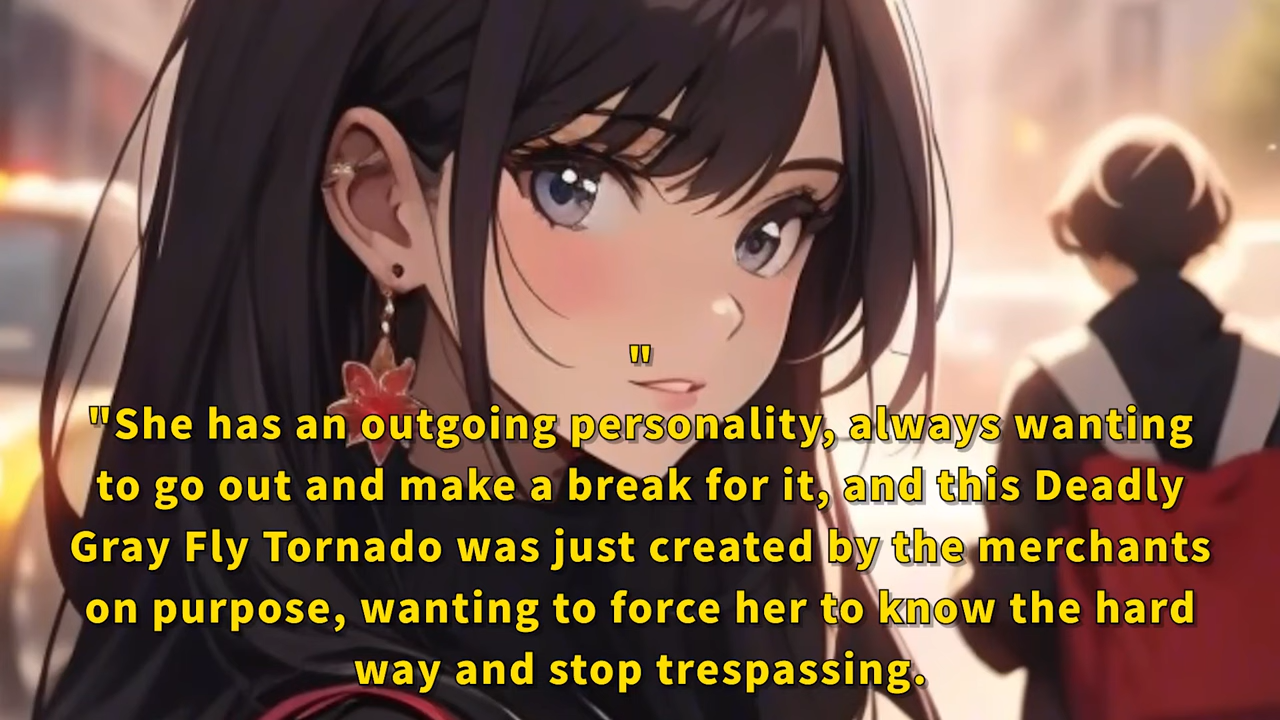 "
"She has an outgoing personality, always wanting
to go out and make a break for it, and this Deadly
Gray Fly Tornado was just created by the merchants
on purpose, wanting to force her to know the hard
way and stop trespassing.